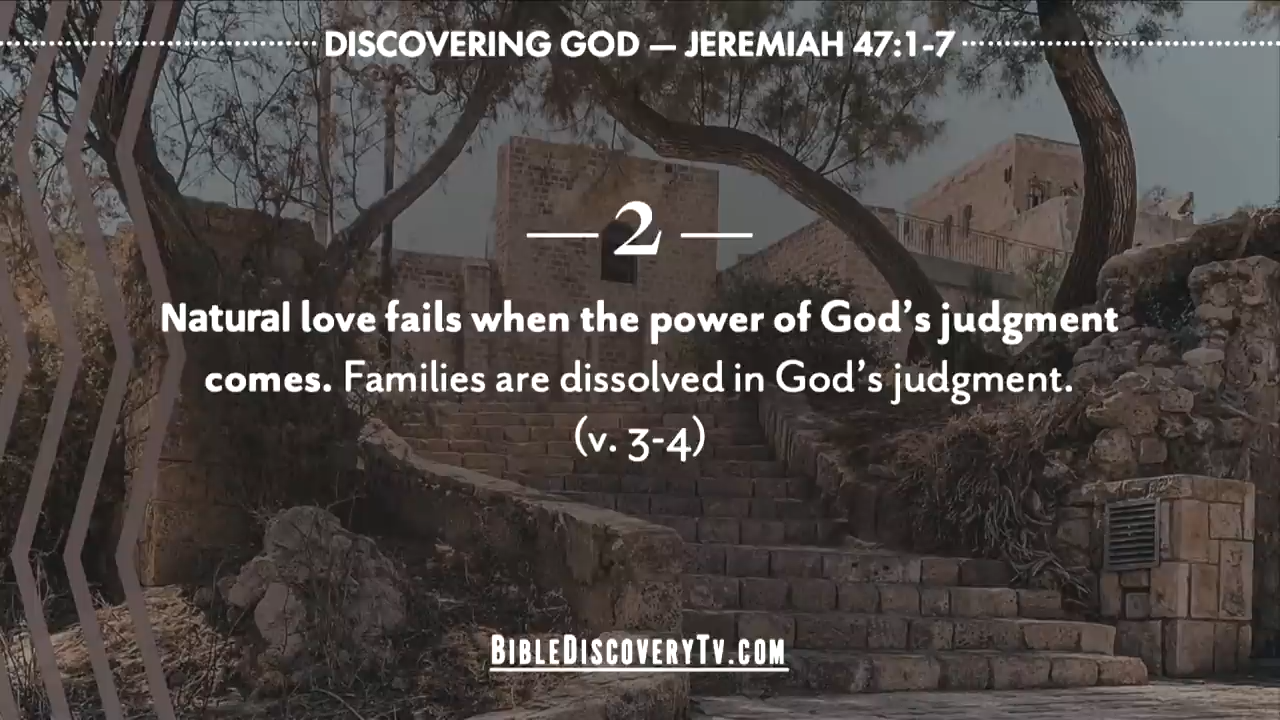 DISCOVERING GOD — JEREMIAH 47:1-7
— 2 —
Natural love fails when the power of God’s judgment
comes. Families are dissolved in God’s judgment.
(v. 3-4)
BIBLEDISCOVERYTV.COM